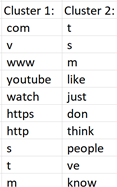 Cluster 1: Cluster 2:
com t
v s
www m
youtube like
watch just
https don
http think
s people
t ve
m know